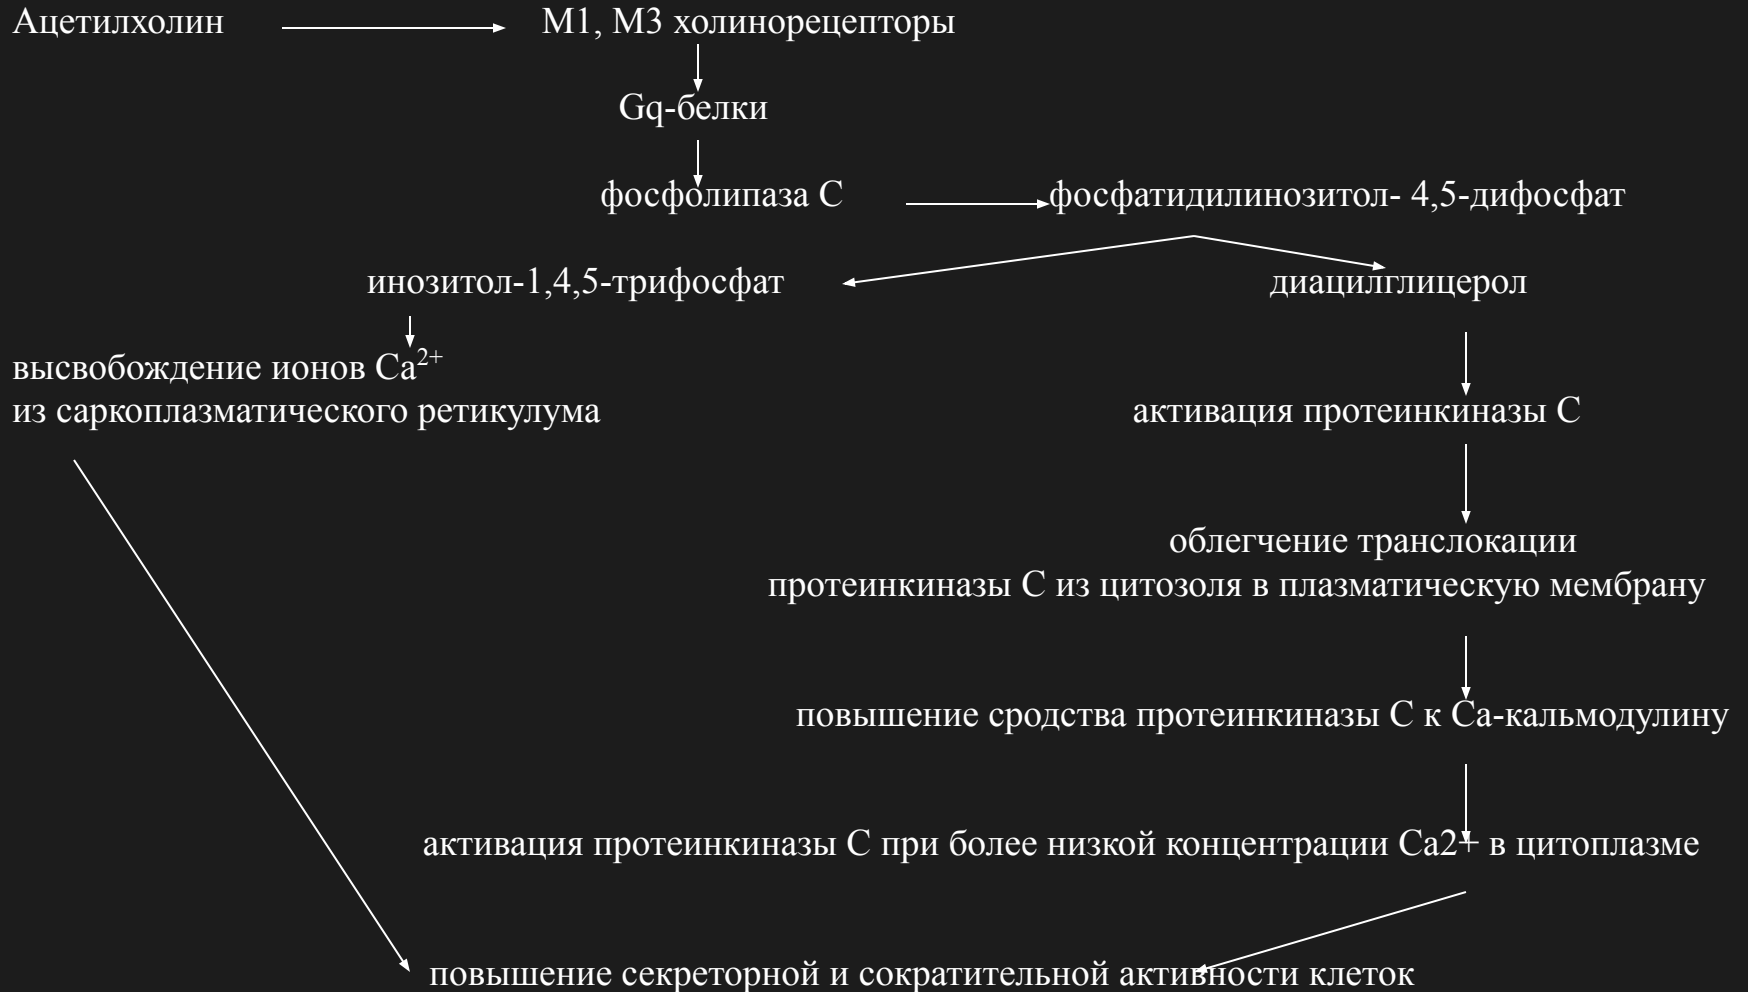 Ацетилхолин
М1, М3 холинорецепторы
Gq-белки
фосфолипаза С
фосфатидилинозитол- 4,5-дифосфат
инозитол-1,4,5-трифосфат
диацилглицерол
высвобождение ионов Са²⁺
из саркоплазматического ретикулума
активация протеинкиназы С
облегчение транслокации
протеинкиназы С из цитозоля в плазматическую мембрану
повышение сродства протеинкиназы С к Са-кальмодулину
активация протеинкиназы С при более низкой концентрации Са2+ в цитоплазме
повышение секреторной и сократительной активности клеток